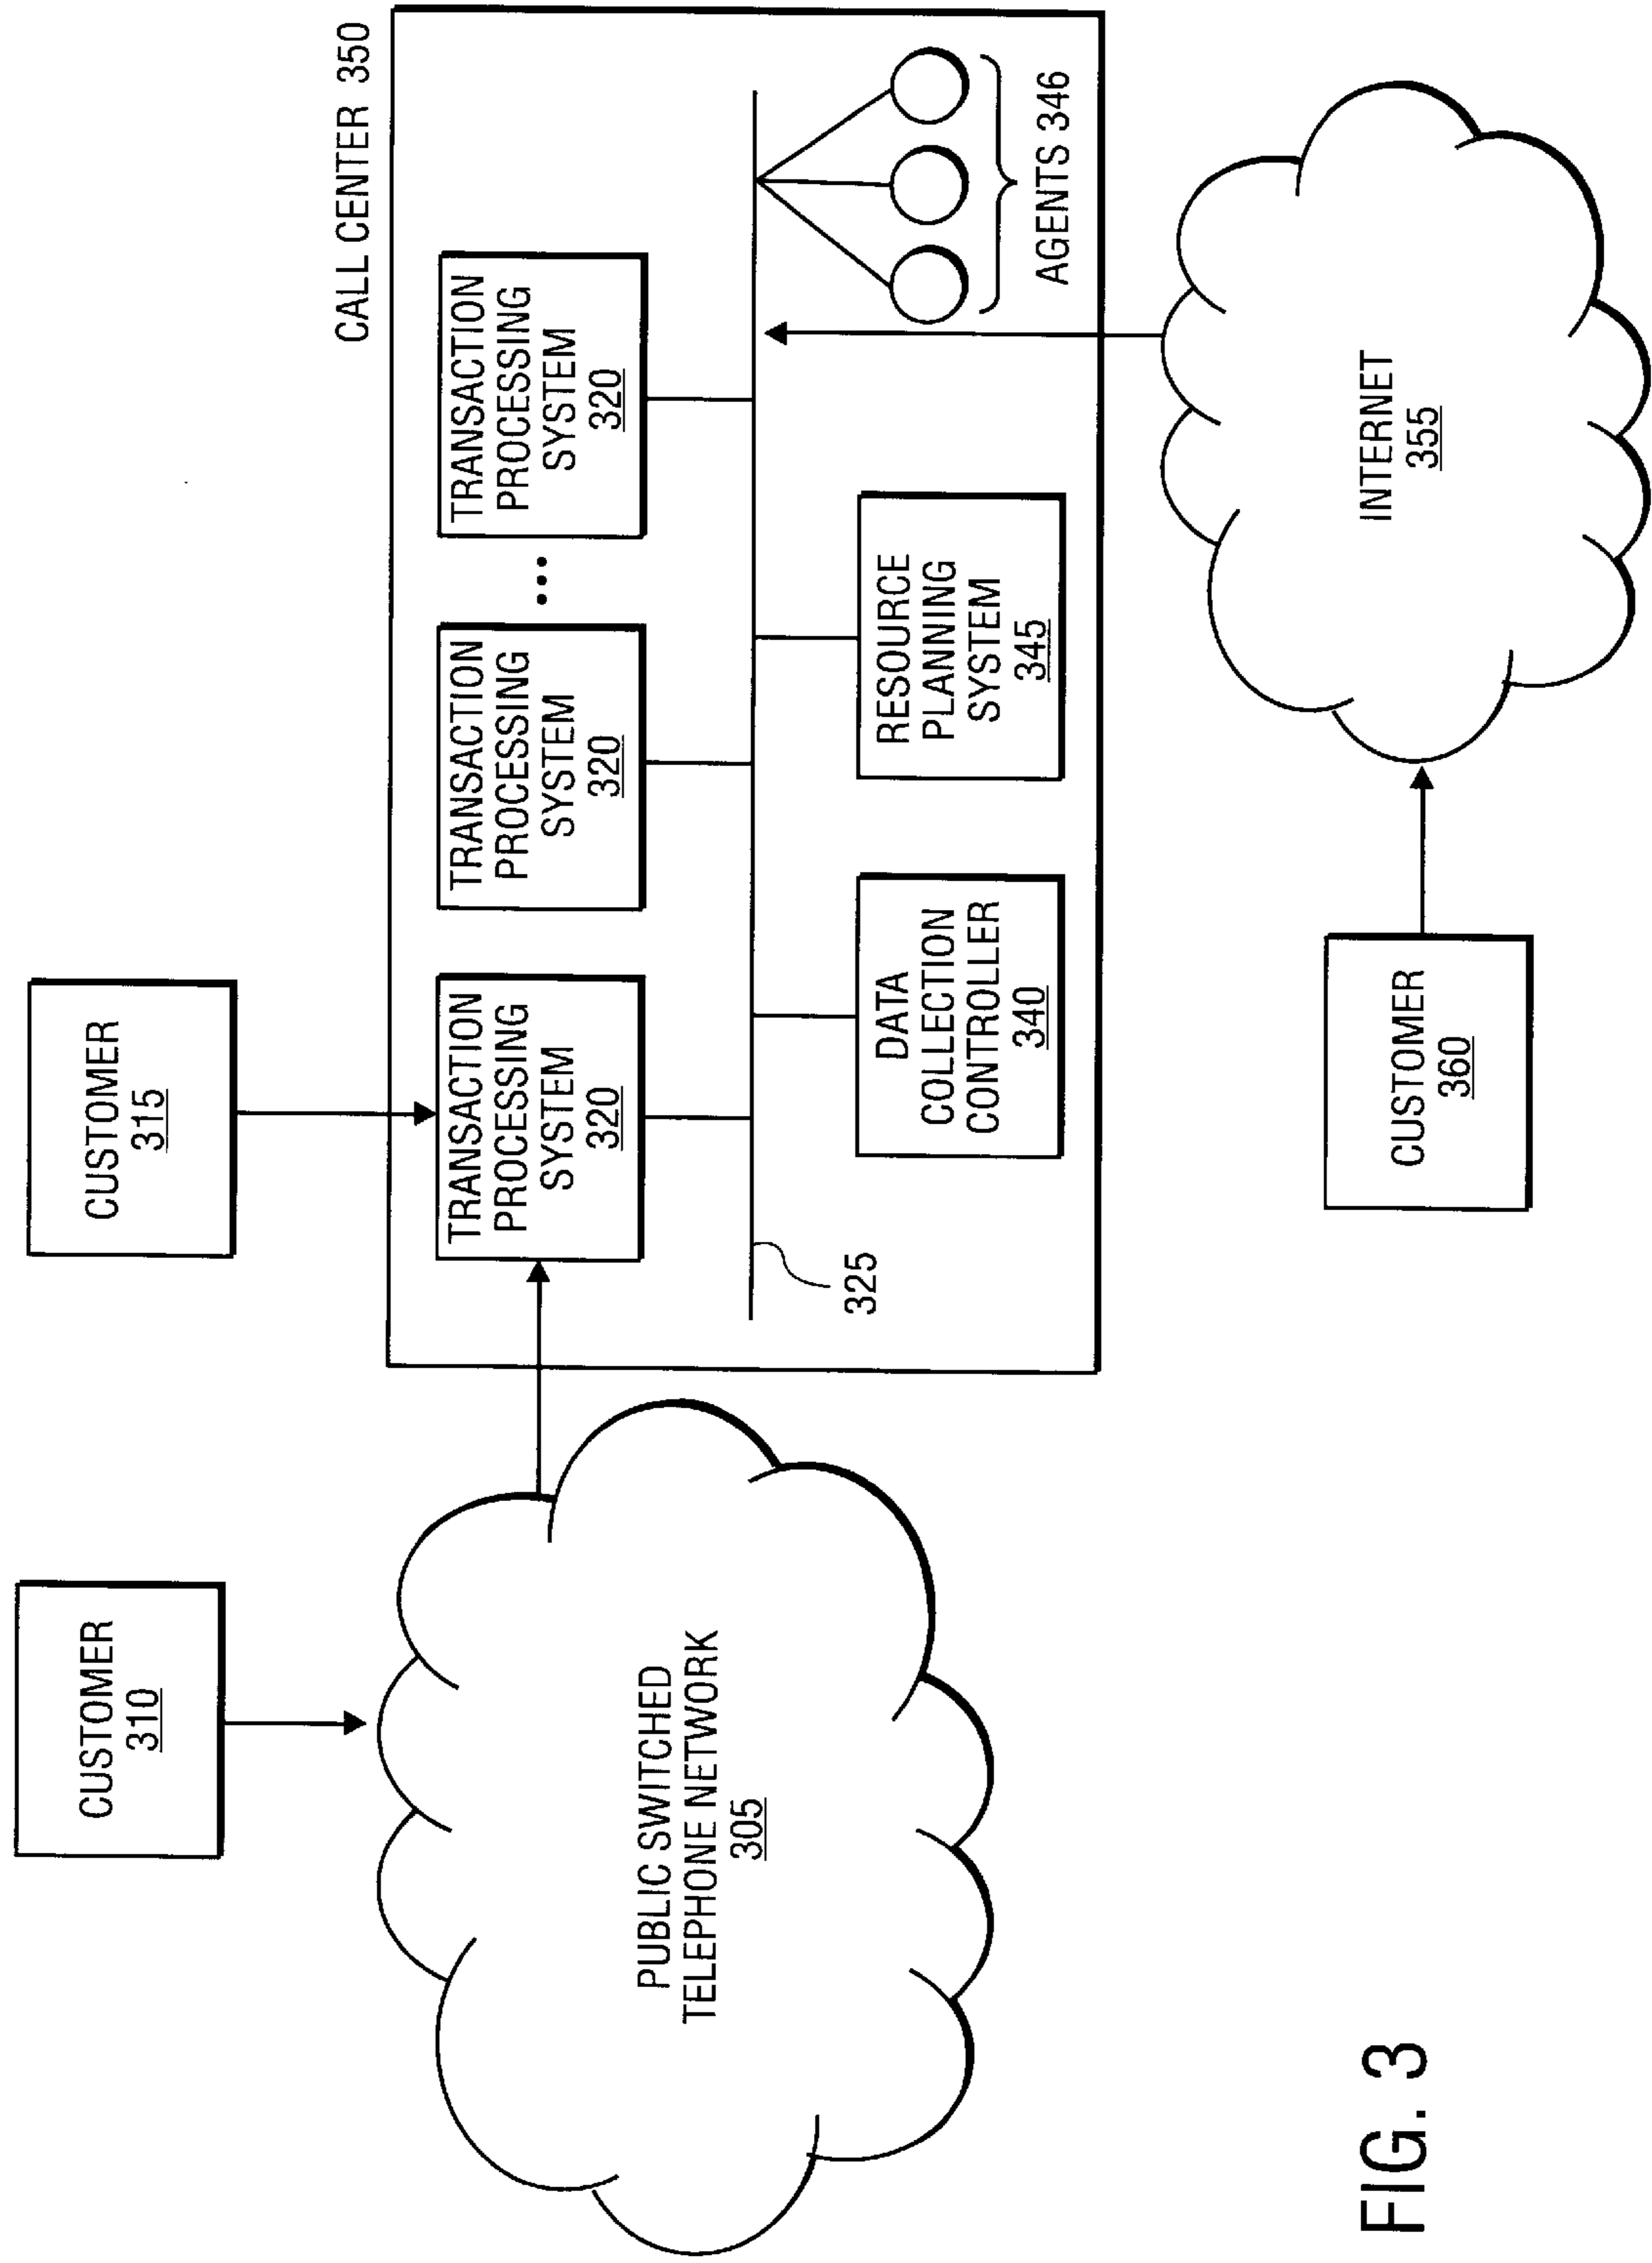 CUSTOMER
310
CUSTOMER
315
CALL CENTER 350
TRANSACTION
PROCESSING
SYSTEM
320
TRANSACTION
PROCESSING
SYSTEM
320
...
TRANSACTION
PROCESSING
SYSTEM
320
PUBLIC SWITCHED
TELEPHONE NETWORK
305
325
DATA
COLLECTION
CONTROLLER
340
RESOURCE
PLANNING
SYSTEM
345
AGENTS 346
CUSTOMER
360
INTERNET
355
FIG. 3